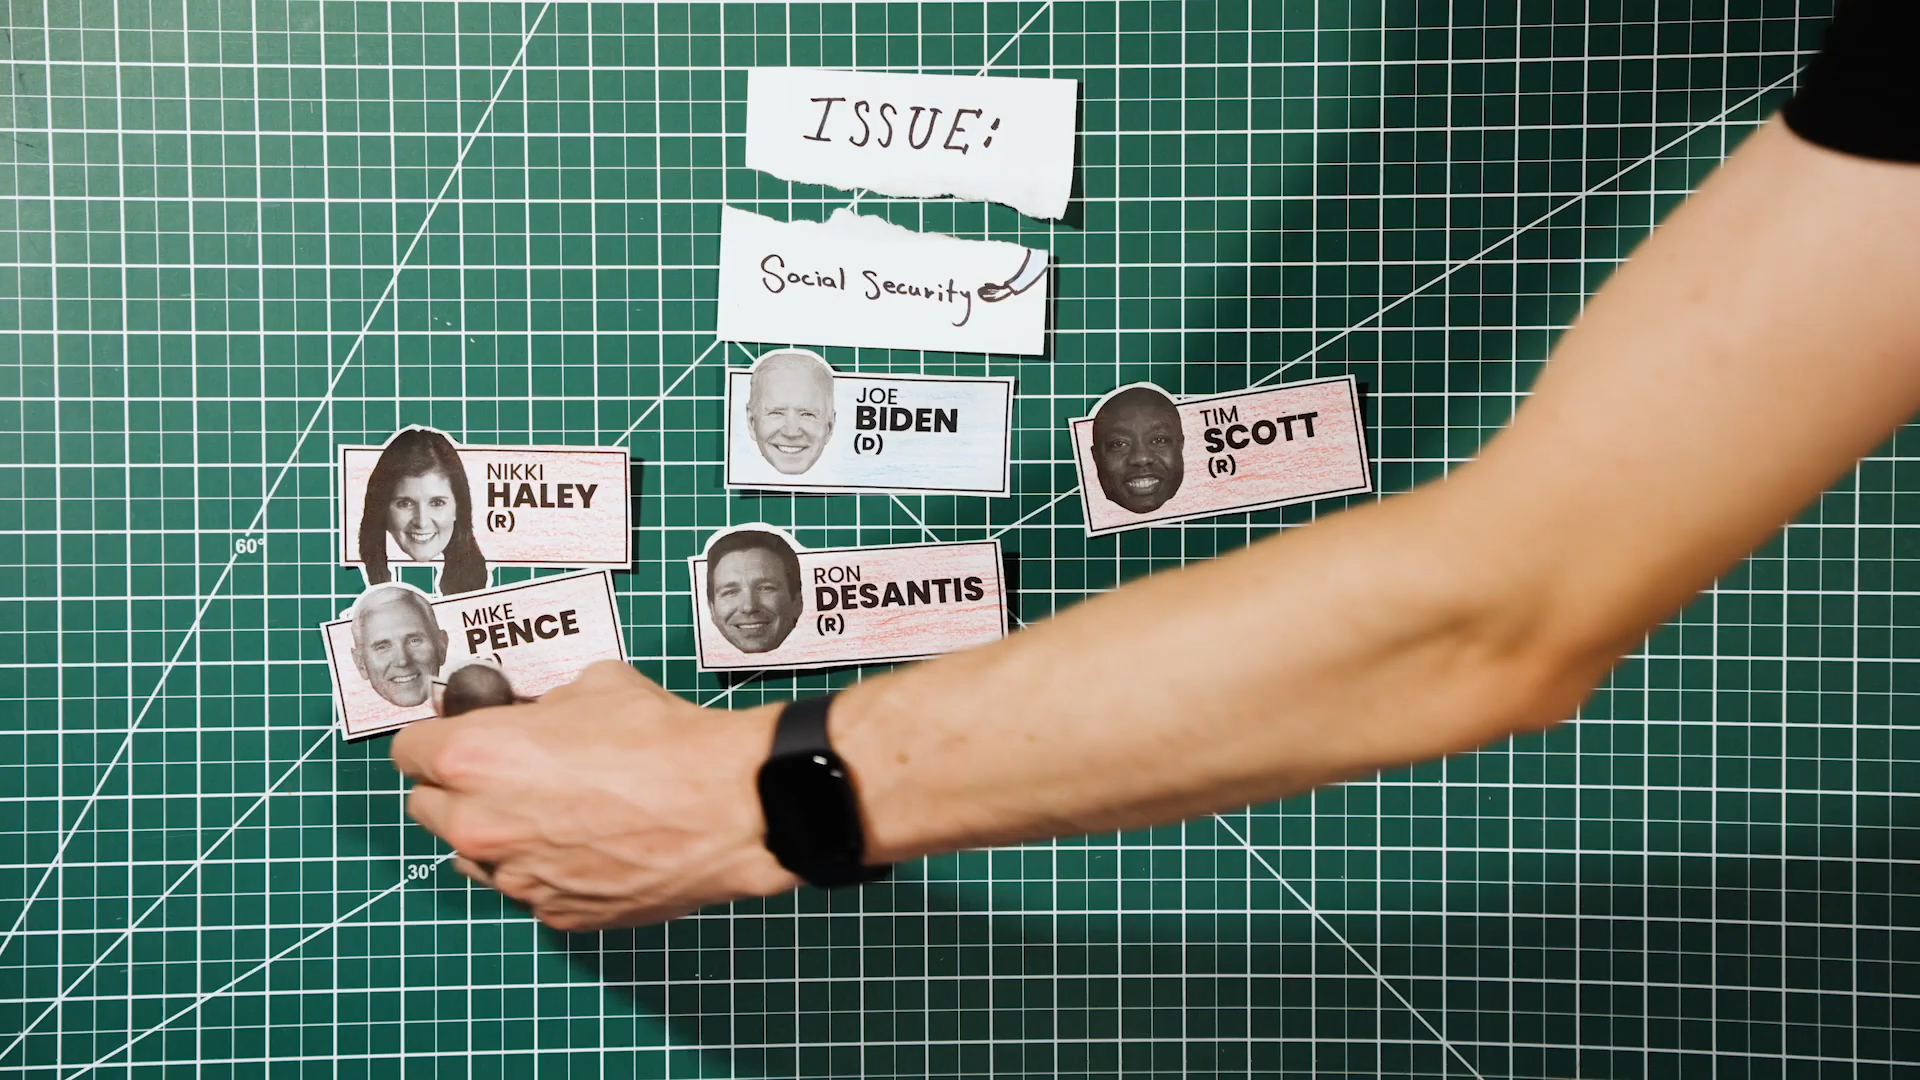 ISSUE:
Social Security
JOE
BIDEN
(D)
TIM
SCOTT
(R)
NIKKI
HALEY
(R)
RON
DESANTIS
(R)
MIKE
PENCE
60°
30°